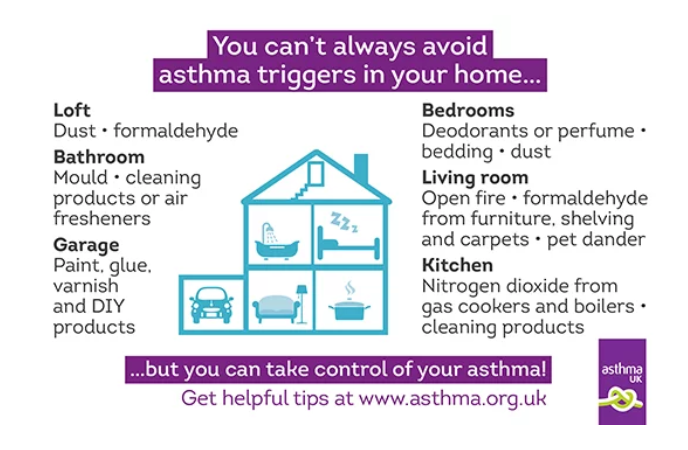 You can't always avoid
asthma triggers in your home...
Loft
Dust • formaldehyde
Bathroom
Mould • cleaning
products or air
fresheners
Garage
Paint, glue,
varnish
and DIY
products
zzz
Bedrooms
Deodorants or perfume •
bedding • dust
Living room
Open fire • formaldehyde
from furniture, shelving
and carpets • pet dander
Kitchen
Nitrogen dioxide from
gas cookers and boilers •
cleaning products
...but you can take control of your asthma!
Get helpful tips at www.asthma.org.uk
asthma
UK